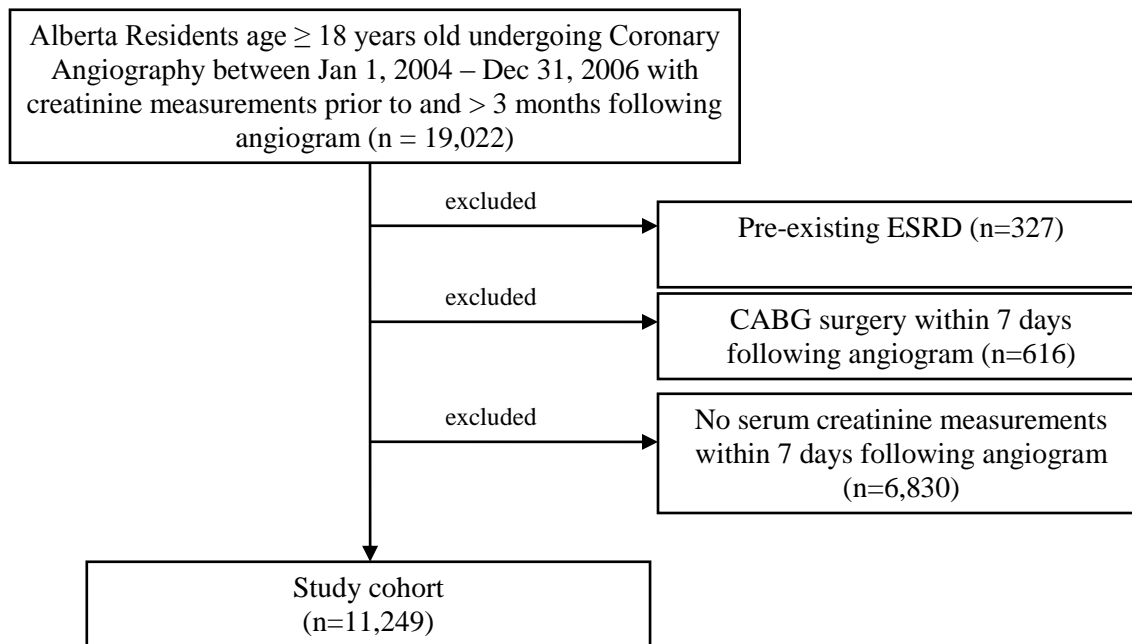 Alberta Residents age ≥ 18 years old undergoing Coronary
Angiography between Jan 1, 2004 – Dec 31, 2006 with
creatinine measurements prior to and > 3 months following
angiogram (n = 19,022)
excluded
Pre-existing ESRD (n=327)
excluded
CABG surgery within 7 days
following angiogram (n=616)
excluded
No serum creatinine measurements
within 7 days following angiogram
(n=6,830)
Study cohort
(n=11,249)